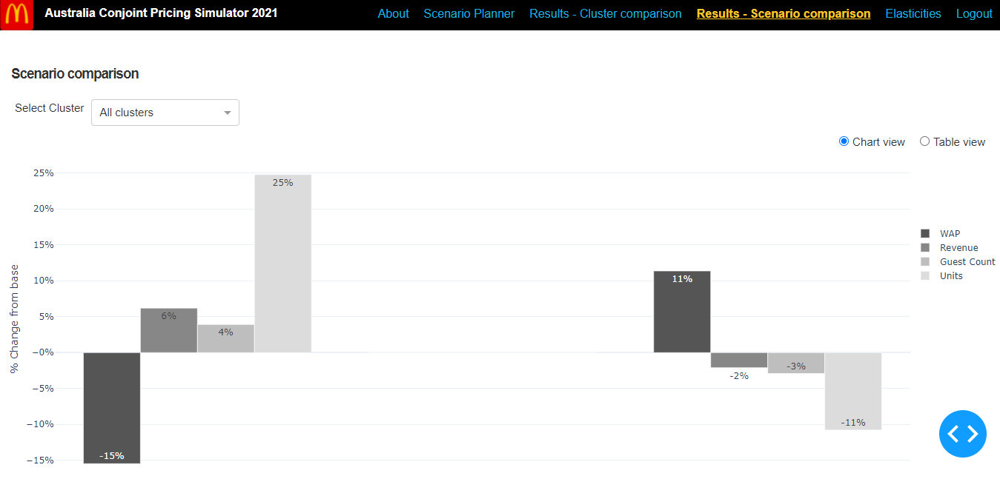 Australia Conjoint Pricing Simulator 2021
About Scenario Planner Results - Cluster comparison Results - Scenario comparison Elasticities Logout
Scenario comparison
Select Cluster All clusters
Chart view Table view
25%
20%
15%
10%
5%
−0%
−5%
−10%
−15%
% Change from base
-15%
6%
4%
25%
11%
-2%
-3%
-11%
WAP
Revenue
Guest Count
Units